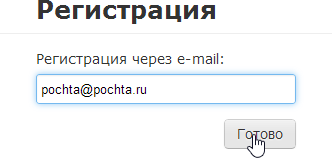 Регистрация
Регистрация через e-mail:
pochta@pochta.ru
Готово